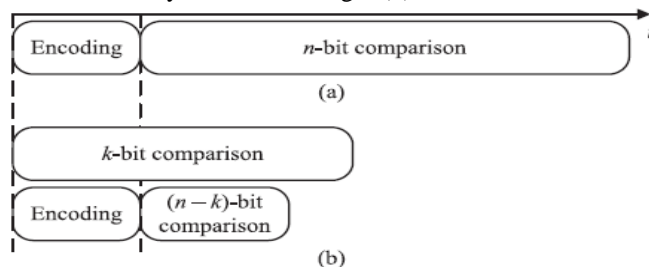 Encoding
n-bit comparison
(a)
k-bit comparison
Encoding
(n − k)-bit
comparison
(b)